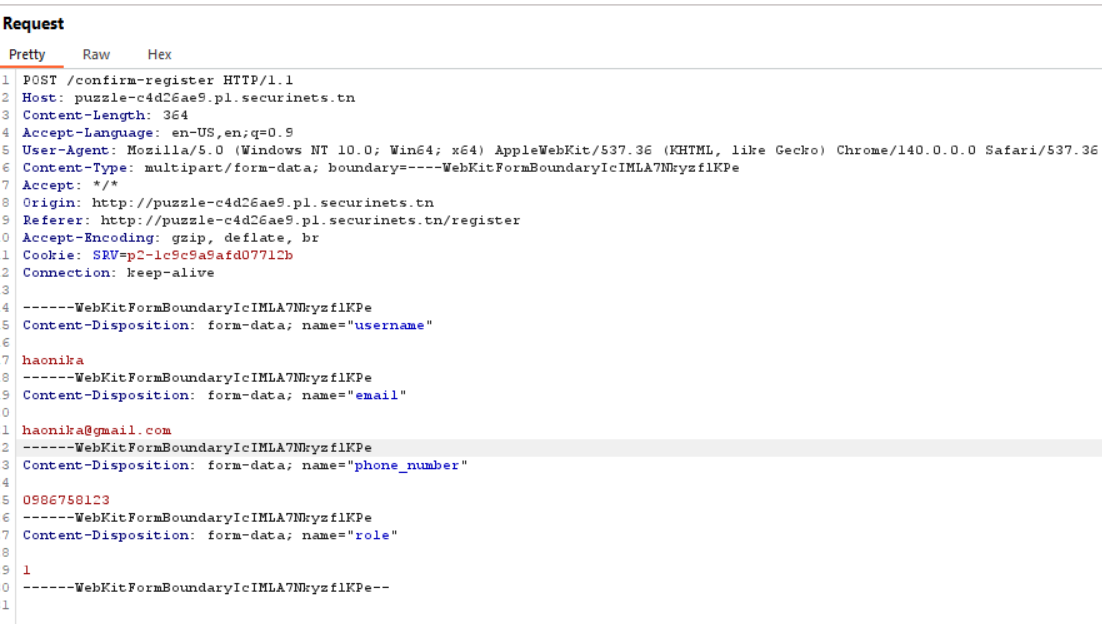 Request
Pretty Raw Hex
1 POST /confirm-register HTTP/1.1
2 Host: puzzle-c4d26ae9.p1.securinets.tn
3 Content-Length: 364
4 Accept-Language: en-US,en;q=0.9
5 User-Agent: Mozilla/5.0 (Windows NT 10.0; Win64; x64) AppleWebKit/537.36 (KHTML, like Gecko) Chrome/140.0.0.0 Safari/537.36
6 Content-Type: multipart/form-data; boundary=----WebKitFormBoundaryIcIMLA7NkyzflKPe
7 Accept: */*
8 Origin: http://puzzle-c4d26ae9.p1.securinets.tn
9 Referer: http://puzzle-c4d26ae9.p1.securinets.tn/register
0 Accept-Encoding: gzip, deflate, br
1 Cookie: SRV=p2-1c9c9a9afd07712b
2 Connection: keep-alive
3
4 ------WebKitFormBoundaryIcIMLA7NkyzflKPe
5 Content-Disposition: form-data; name="username"
6
7 haonika
8 ------WebKitFormBoundaryIcIMLA7NkyzflKPe
9 Content-Disposition: form-data; name="email"
0
1 haonika@gmail.com
2 ------WebKitFormBoundaryIcIMLA7NkyzflKPe
3 Content-Disposition: form-data; name="phone_number"
4
5 0986758123
6 ------WebKitFormBoundaryIcIMLA7NkyzflKPe
7 Content-Disposition: form-data; name="role"
8
9 1
0 ------WebKitFormBoundaryIcIMLA7NkyzflKPe--
1